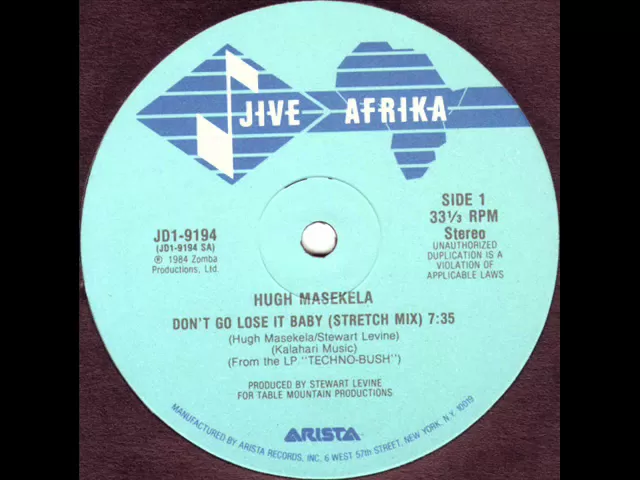 JIVE AFRIKA
JD1-9194
(JD1-9194 SA)
℗ 1984 Zomba
Productions, Ltd.
SIDE 1
33⅓ RPM
Stereo
UNAUTHORIZED
DUPLICATION IS A
VIOLATION OF
APPLICABLE LAWS
HUGH MASEKELA
DON'T GO LOSE IT BABY (STRETCH MIX) 7:35
(Hugh Masekela/Stewart Levine)
(Kalahari Music)
(From the LP "TECHNO-BUSH")
PRODUCED BY STEWART LEVINE
FOR TABLE MOUNTAIN PRODUCTIONS
ARISTA
MANUFACTURED BY ARISTA RECORDS, INC. 6 WEST 57th STREET, NEW YORK, N.Y. 10019